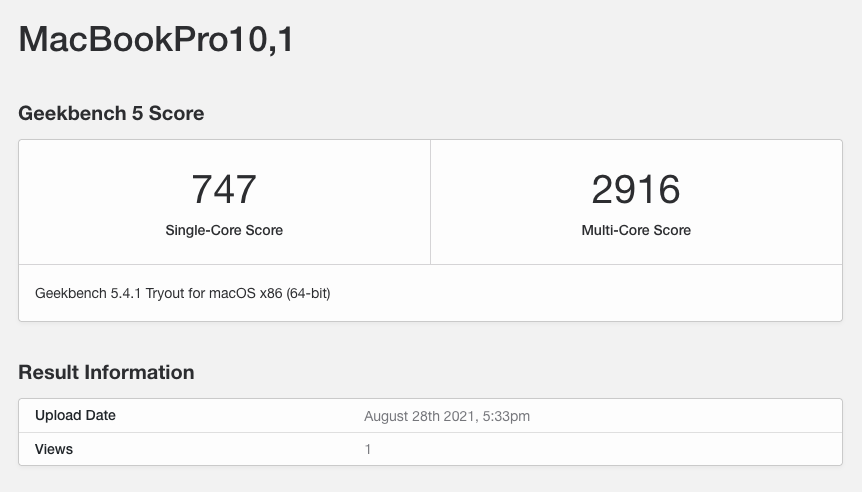 MacBookPro10,1
Geekbench 5 Score
747
Single-Core Score
2916
Multi-Core Score
Geekbench 5.4.1 Tryout for macOS x86 (64-bit)
Result Information
Upload Date August 28th 2021, 5:33pm
Views 1